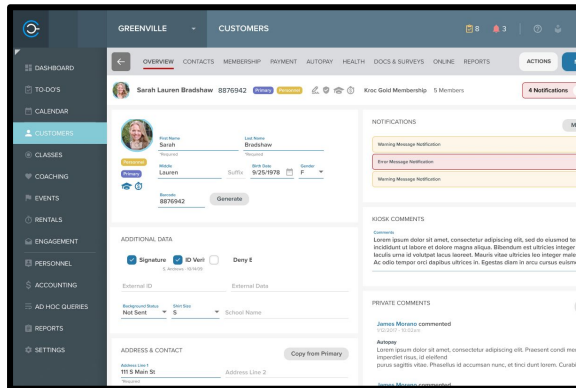 GREENVILLE
CUSTOMERS
8
3
DASHBOARD
TO-DO'S
CALENDAR
CUSTOMERS
CLASSES
COACHING
EVENTS
RENTALS
ENGAGEMENT
PERSONNEL
ACCOUNTING
AD HOC QUERIES
REPORTS
SETTINGS
OVERVIEW CONTACTS MEMBERSHIP PAYMENT AUTOPAY HEALTH DOCS & SURVEYS ONLINE REPORTS
ACTIONS
Sarah Lauren Bradshaw 8876942 Primary Personnel Kroc Gold Membership 5 Members
4 Notifications
First Name Last Name
Sarah Bradshaw
*Required *Required
Personnel
Primary
Middle Birth Date Gender
Lauren Suffix 9/25/1978 F
Barcode
8876942
Generate
ADDITIONAL DATA
Signature ID Veri Deny E
External ID External Data
Background Status Shirt Size
Not Sent S School Name
ADDRESS & CONTACT
Copy from Primary
Address Line 1
111 S Main St Address Line 2
*Required
NOTIFICATIONS
M
Warning Message Notification
Error Message Notification
Warning Message Notification
KIOSK COMMENTS
Comments
Lorem ipsum dolor sit amet, consectetur adipiscing elit, sed do eiusmod te
incididunt ut labore et dolore magna aliqua. Bibendum est ultricies integer
iaculis urna id volutpat lacus laoreet. Mauris vitae ultricies leo integer male
Ac odio tempor orci dapibus ultrices in. Egestas diam in arcu cursus euism
PRIVATE COMMENTS
James Morano commented
Autopay
Lorem ipsum dolor sit amet, consectetur adipiscing elit. Praesent condi mo
imperdiet risus, id eleifend
purus sagittis vitae. Phasellus id accumsan nunc, et tinci dunt lorem. Curabi
James Morano commented